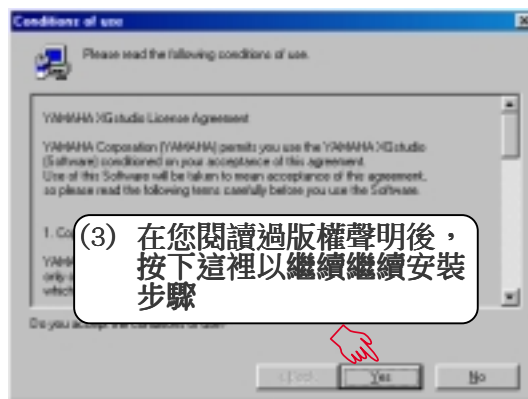 Conditions of use
Please read the following conditions of use.
YAMAHA XGstudio License Agreement
YAMAHA Corporation (YAMAHA) permits you use the YAMAHA XGstudio
(Software) conditioned on your acceptance of this agreement.
Use of this Software will be taken to mean acceptance of this agreement,
so please read the following terms carefully before you use the Software.
1.
(3) 在您閱讀過版權聲明後，
按下這裡以繼續繼續安裝
步驟
only
which
Do you accept the conditions of use?
< Back
Yes
No